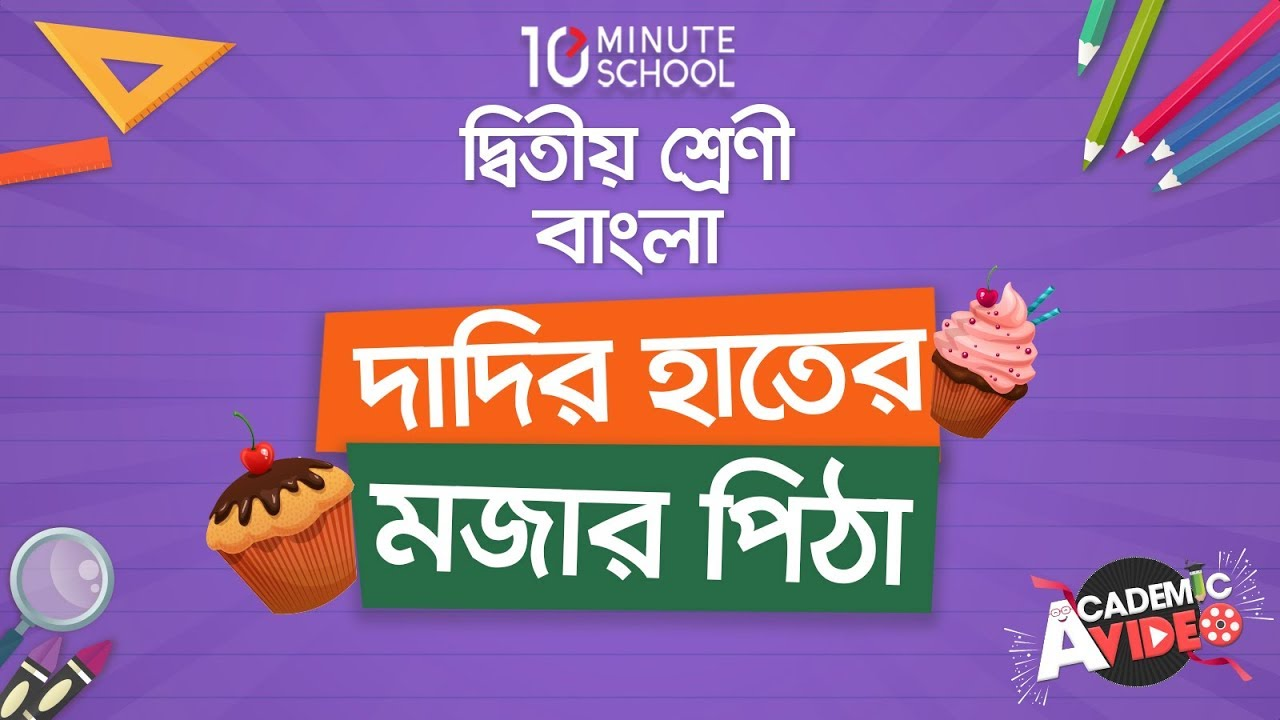 10 MINUTE
SCHOOL
দ্বিতীয় শ্রেণী
বাংলা
দাদির হাতের
মজার পিঠা
ACADEMIC
VIDEO